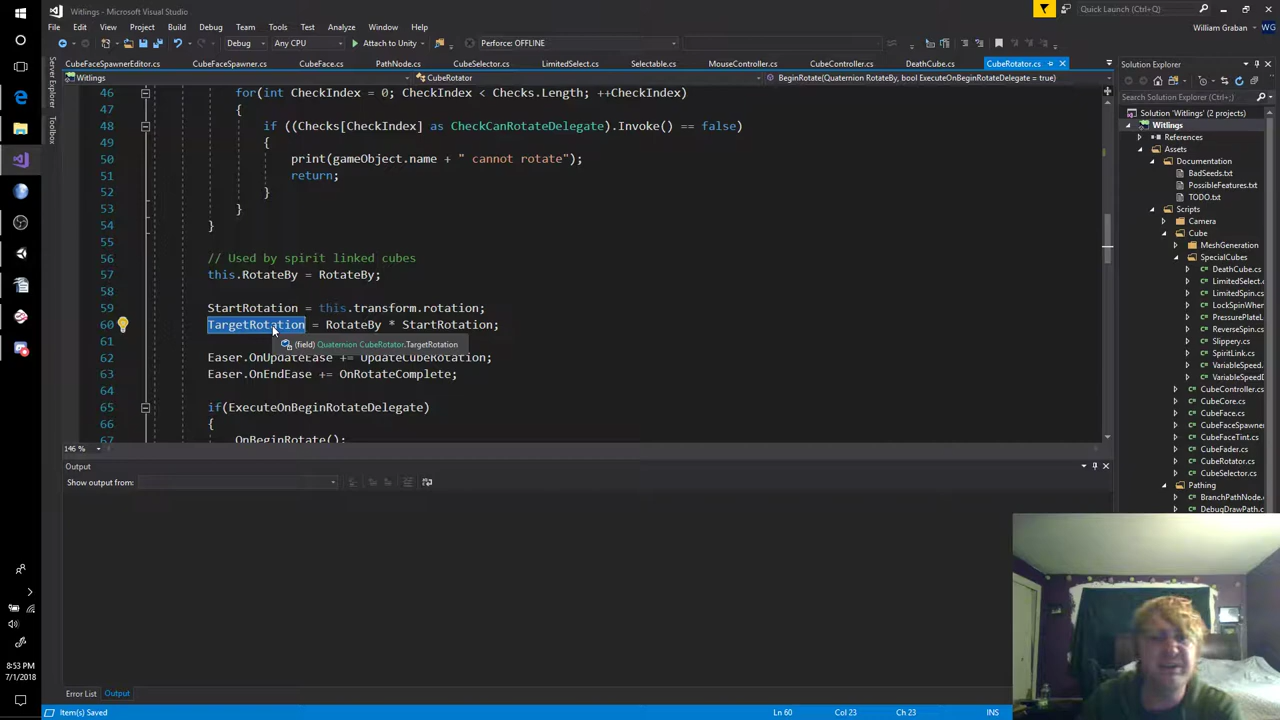 Witlings - Microsoft Visual Studio
Quick Launch (Ctrl+Q)
File Edit View Project Build Debug Team Tools Test Analyze Window Help
William Graban WG
Debug Any CPU Attach to Unity Perforce: OFFLINE
CubeFaceSpawnerEditor.cs CubeFaceSpawner.cs CubeFace.cs PathNode.cs CubeSelector.cs LimitedSelect.cs Selectable.cs MouseController.cs CubeController.cs DeathCube.cs CubeRotator.cs
Witlings CubeRotator BeginRotate(Quaternion RotateBy, bool ExecuteOnBeginRotateDelegate = true)
Server Explorer
Toolbox
46 for(int CheckIndex = 0; CheckIndex < Checks.Length; ++CheckIndex)
47 {
48 if ((Checks[CheckIndex] as CheckCanRotateDelegate).Invoke() == false)
49 {
50 print(gameObject.name + " cannot rotate");
51 return;
52 }
53 }
54 }
55
56 // Used by spirit linked cubes
57 this.RotateBy = RotateBy;
58
59 StartRotation = this.transform.rotation;
60 TargetRotation = RotateBy * StartRotation;
61 (field) Quaternion CubeRotator.TargetRotation
62 Easer.OnUpdateEase += UpdateCubeRotation;
63 Easer.OnEndEase += OnRotateComplete;
64
65 if(ExecuteOnBeginRotateDelegate)
66 {
67 OnBeginRotate();
146 %
Output
Show output from:
Error List Output
Item(s) Saved Ln 60 Col 23 Ch 23 INS
Solution Explorer
Search Solution Explorer (Ctrl+;)
Solution 'Witlings' (2 projects)
Witlings
References
Assets
Documentation
BadSeeds.txt
PossibleFeatures.txt
TODO.txt
Scripts
Camera
Cube
MeshGeneration
SpecialCubes
DeathCube.cs
LimitedSelect.c
LimitedSpin.cs
LockSpinWher
PressurePlate.
ReverseSpin.c
Slippery.cs
SpiritLink.cs
VariableSpeed.
VariableSpeedD
CubeController.c
CubeCore.cs
CubeFace.cs
CubeFaceSpawne
CubeFaceTint.cs
CubeFader.cs
CubeRotator.cs
CubeSelector.cs
Pathing
BranchPathNode.
DebugDrawPath.
8:53 PM
7/1/2018